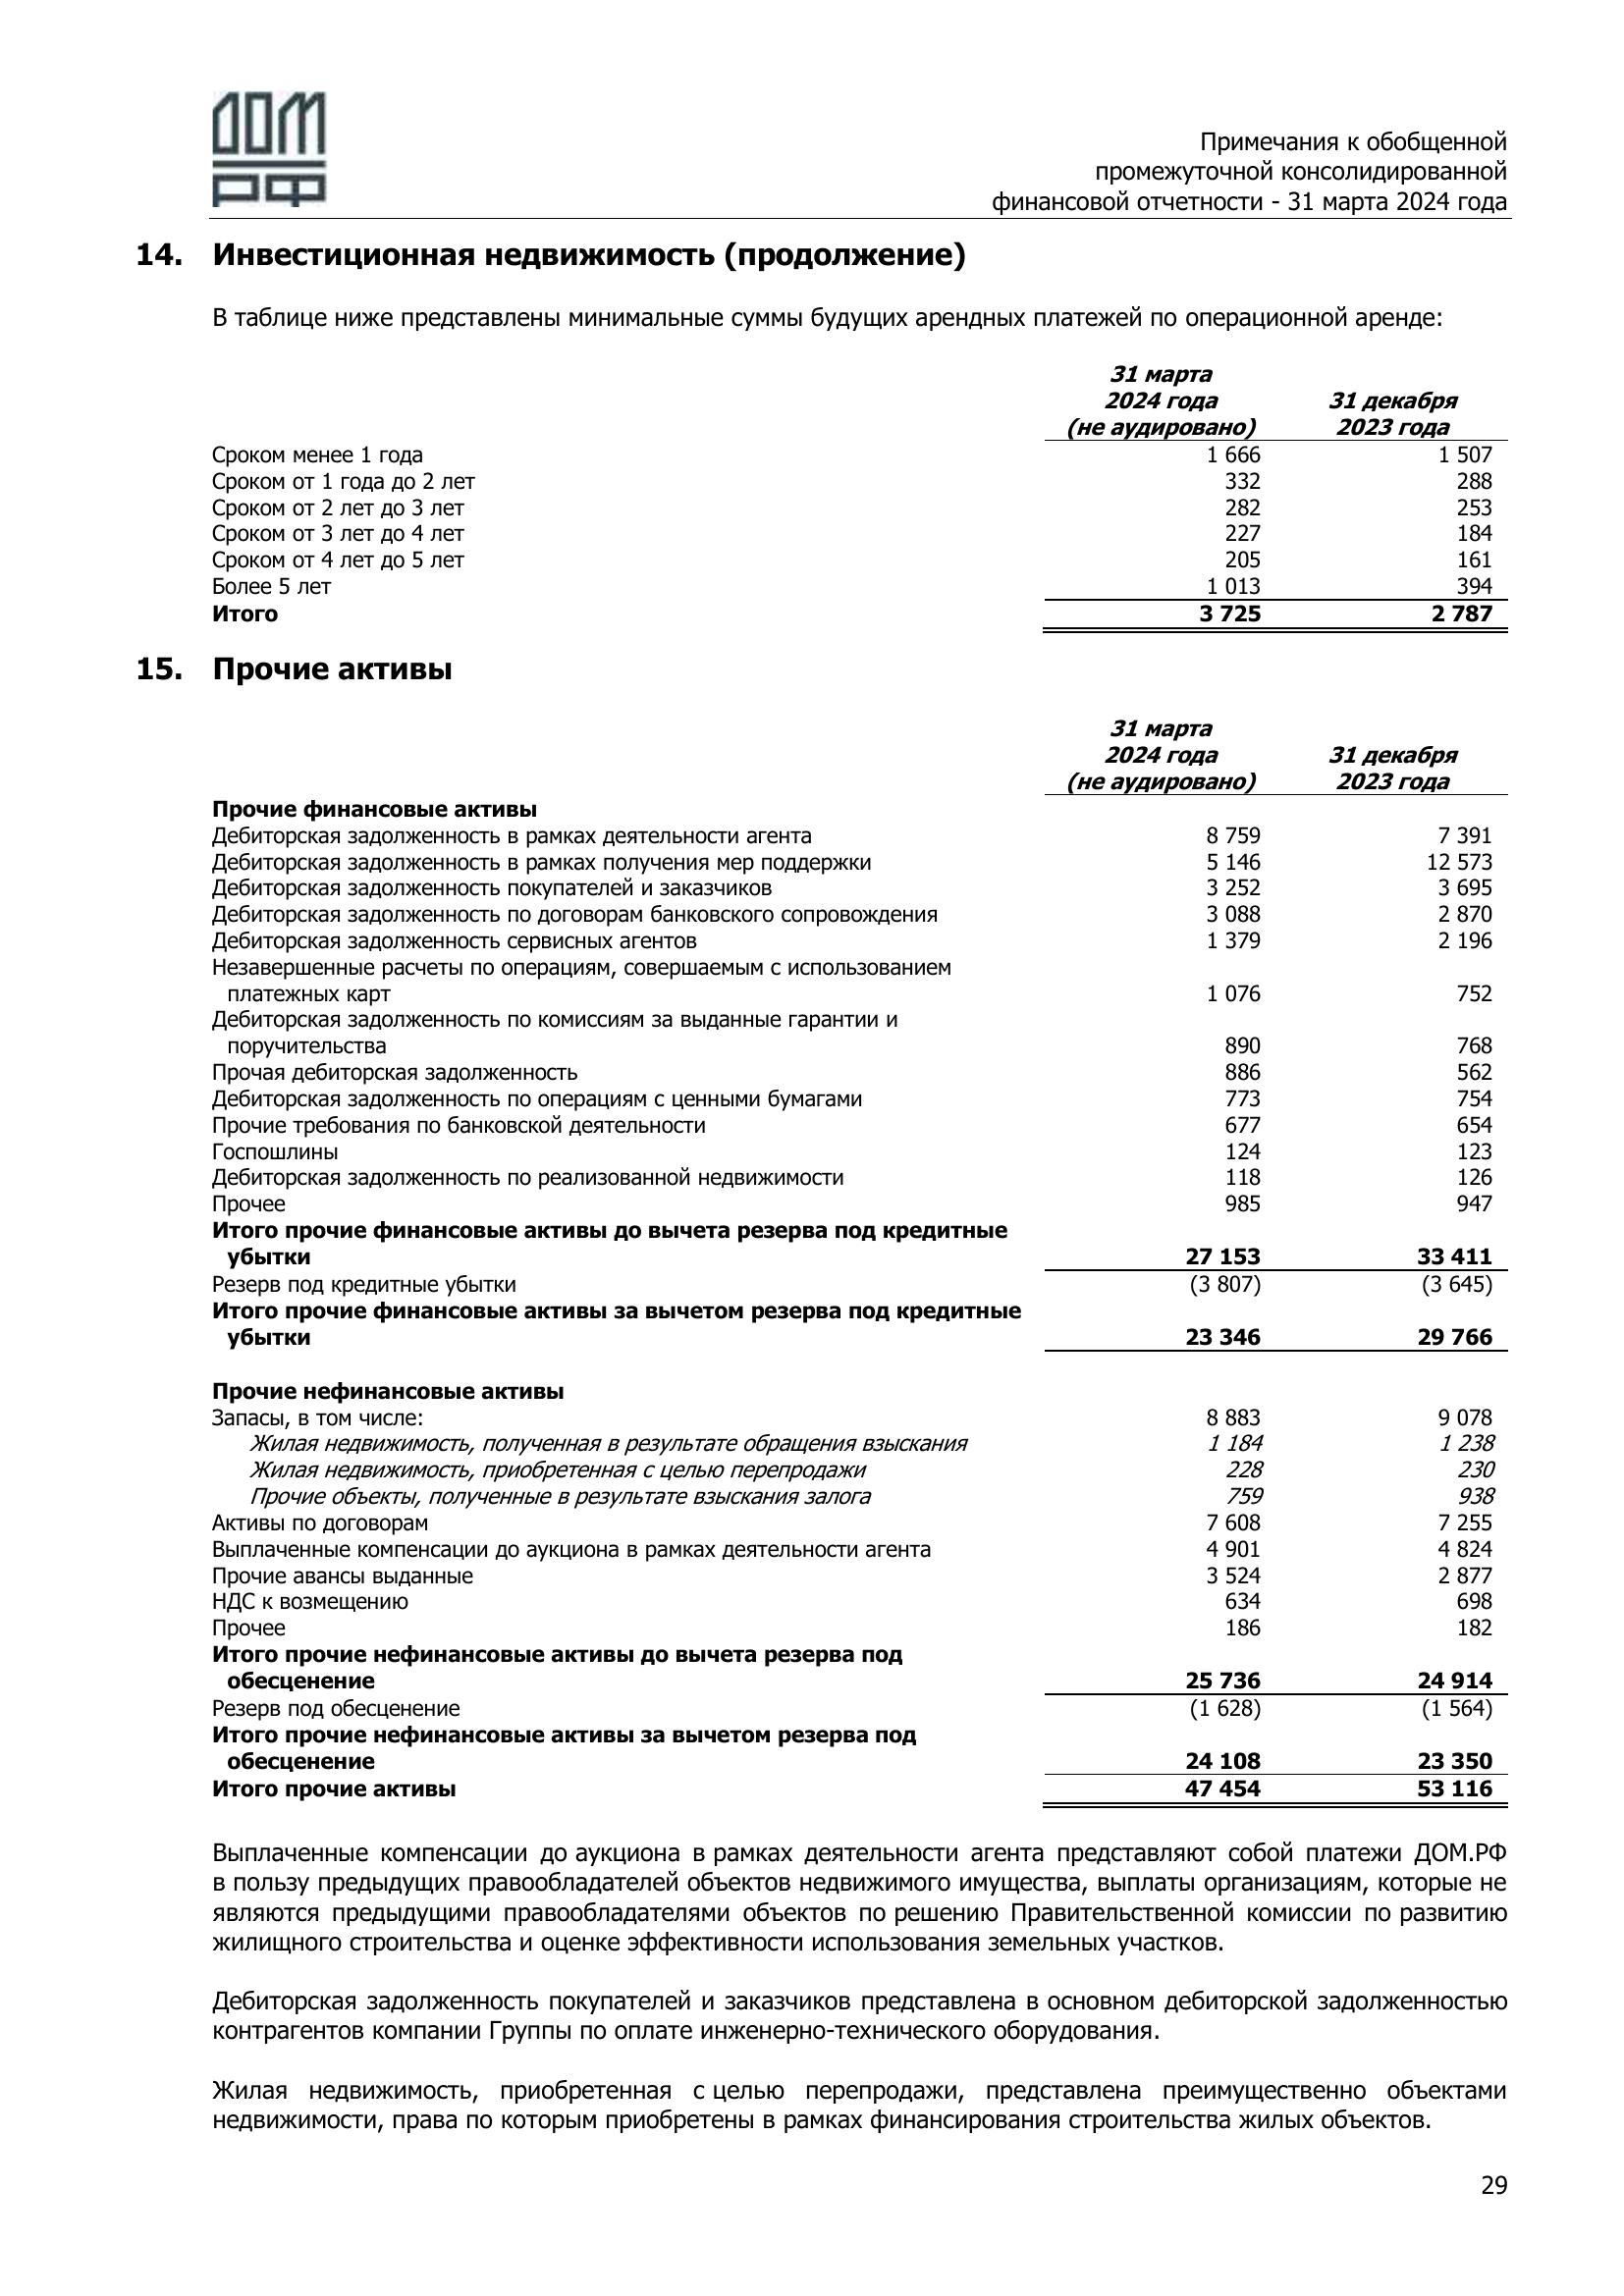 ДОМ
РФ
Примечания к обобщенной
промежуточной консолидированной
финансовой отчетности - 31 марта 2024 года
14. Инвестиционная недвижимость (продолжение)
В таблице ниже представлены минимальные суммы будущих арендных платежей по операционной аренде:
31 марта
2024 года 31 декабря
(не аудировано) 2023 года
Сроком менее 1 года 1 666 1 507
Сроком от 1 года до 2 лет 332 288
Сроком от 2 лет до 3 лет 282 253
Сроком от 3 лет до 4 лет 227 184
Сроком от 4 лет до 5 лет 205 161
Более 5 лет 1 013 394
Итого 3 725 2 787
15. Прочие активы
31 марта
2024 года 31 декабря
(не аудировано) 2023 года
Прочие финансовые активы
Дебиторская задолженность в рамках деятельности агента 8 759 7 391
Дебиторская задолженность в рамках получения мер поддержки 5 146 12 573
Дебиторская задолженность покупателей и заказчиков 3 252 3 695
Дебиторская задолженность по договорам банковского сопровождения 3 088 2 870
Дебиторская задолженность сервисных агентов 1 379 2 196
Незавершенные расчеты по операциям, совершаемым с использованием
платежных карт 1 076 752
Дебиторская задолженность по комиссиям за выданные гарантии и
поручительства 890 768
Прочая дебиторская задолженность 886 562
Дебиторская задолженность по операциям с ценными бумагами 773 754
Прочие требования по банковской деятельности 677 654
Госпошлины 124 123
Дебиторская задолженность по реализованной недвижимости 118 126
Прочее 985 947
Итого прочие финансовые активы до вычета резерва под кредитные
убытки 27 153 33 411
Резерв под кредитные убытки (3 807) (3 645)
Итого прочие финансовые активы за вычетом резерва под кредитные
убытки 23 346 29 766
Прочие нефинансовые активы
Запасы, в том числе: 8 883 9 078
Жилая недвижимость, полученная в результате обращения взыскания 1 184 1 238
Жилая недвижимость, приобретенная с целью перепродажи 228 230
Прочие объекты, полученные в результате взыскания залога 759 938
Активы по договорам 7 608 7 255
Выплаченные компенсации до аукциона в рамках деятельности агента 4 901 4 824
Прочие авансы выданные 3 524 2 877
НДС к возмещению 634 698
Прочее 186 182
Итого прочие нефинансовые активы до вычета резерва под
обесценение 25 736 24 914
Резерв под обесценение (1 628) (1 564)
Итого прочие нефинансовые активы за вычетом резерва под
обесценение 24 108 23 350
Итого прочие активы 47 454 53 116
Выплаченные компенсации до аукциона в рамках деятельности агента представляют собой платежи ДОМ.РФ
в пользу предыдущих правообладателей объектов недвижимого имущества, выплаты организациям, которые не
являются предыдущими правообладателями объектов по решению Правительственной комиссии по развитию
жилищного строительства и оценке эффективности использования земельных участков.
Дебиторская задолженность покупателей и заказчиков представлена в основном дебиторской задолженностью
контрагентов компании Группы по оплате инженерно-технического оборудования.
Жилая недвижимость, приобретенная с целью перепродажи, представлена преимущественно объектами
недвижимости, права по которым приобретены в рамках финансирования строительства жилых объектов.
29